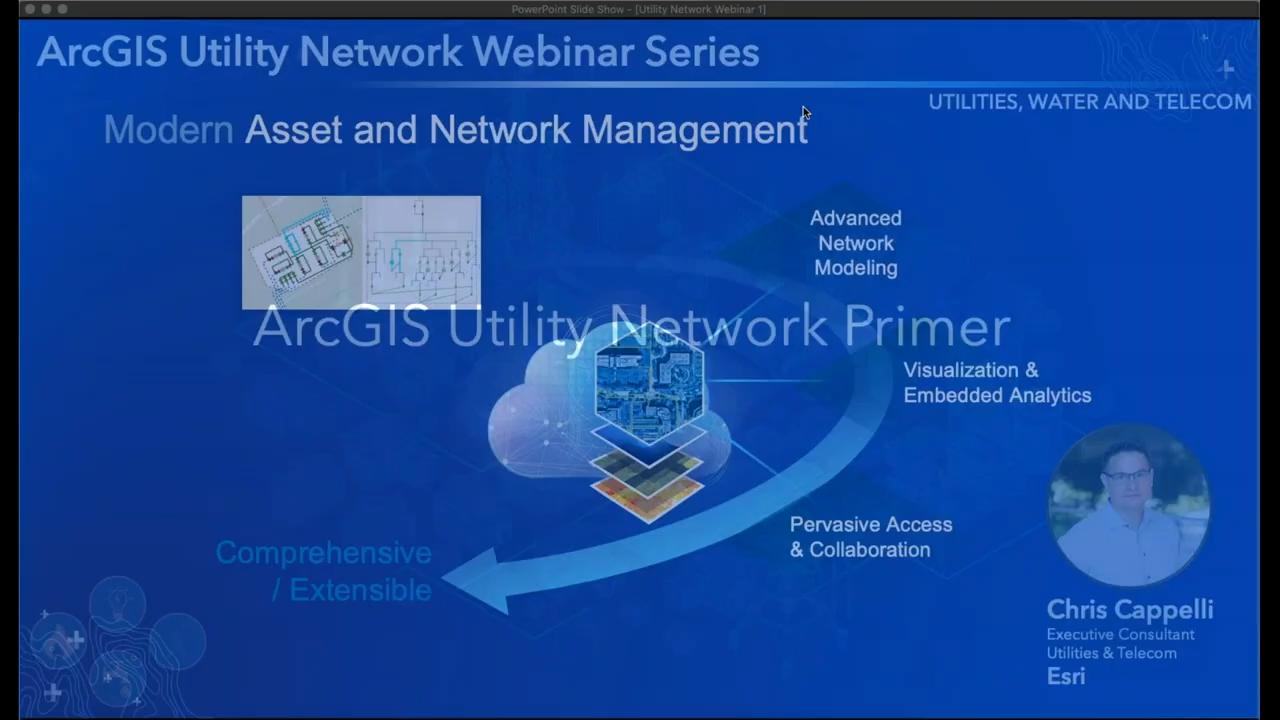 PowerPoint Slide Show - [Utility Network Webinar 1]
ArcGIS Utility Network Webinar Series
UTILITIES, WATER AND TELECOM
Modern Asset and Network Management
Advanced
Network
Modeling
ArcGIS Utility Network Primer
Visualization &
Embedded Analytics
Pervasive Access
& Collaboration
Comprehensive
/ Extensible
Chris Cappelli
Executive Consultant
Utilities & Telecom
Esri